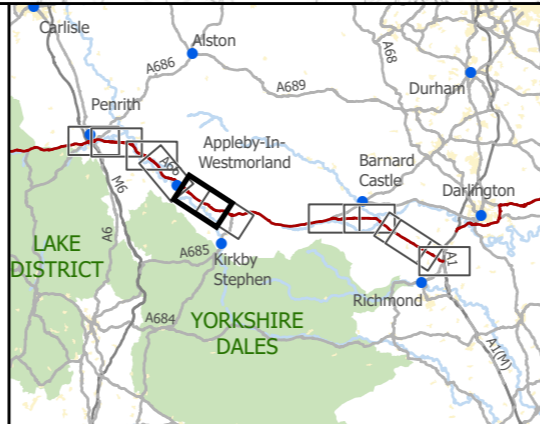 Carlisle
Alston
A686
A689
A68
Durham
Penrith
Appleby-In-
Westmorland
A66
Barnard
Castle
Darlington
M6
A6
LAKE
DISTRICT
A685
Kirkby
Stephen
A1
Richmond
A684
YORKSHIRE
DALES
A1(M)